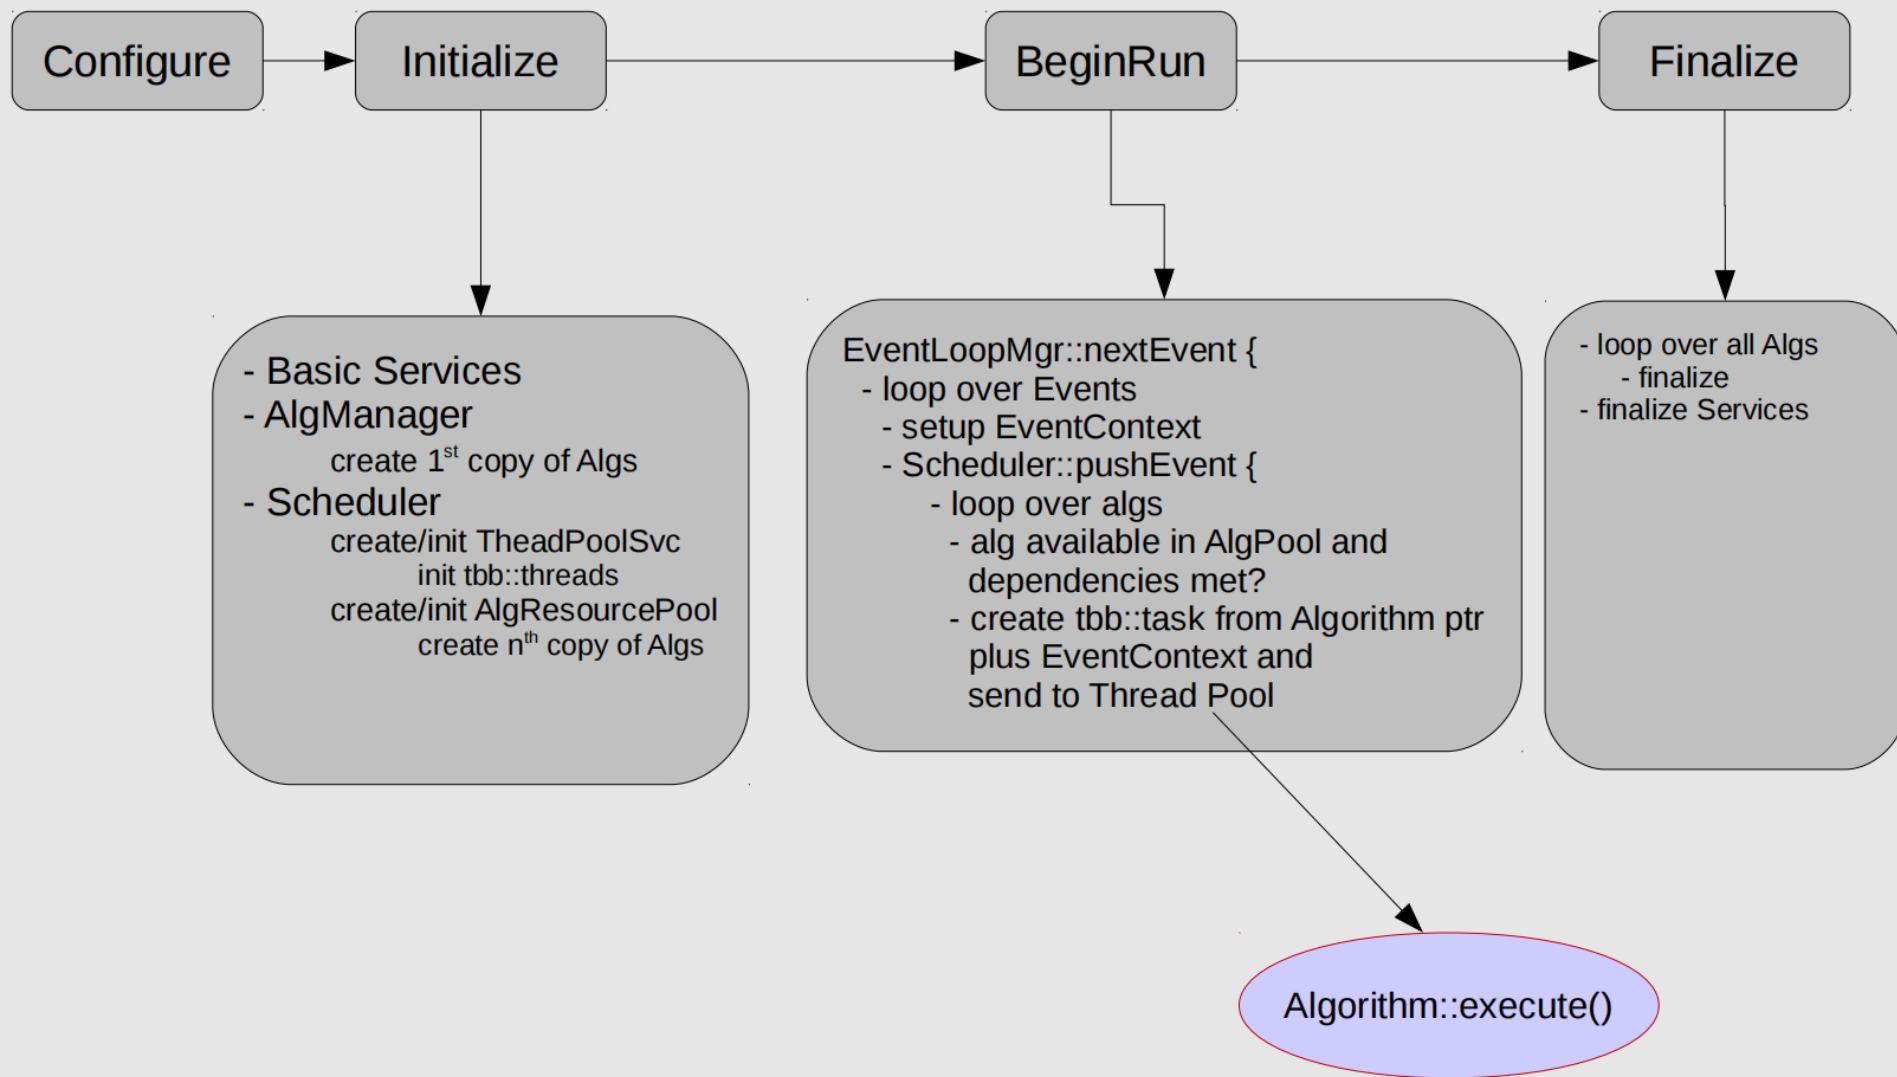 Configure
Initialize
BeginRun
Finalize
- Basic Services
- AlgManager
create 1st copy of Algs
- Scheduler
create/init TheadPoolSvc
init tbb::threads
create/init AlgResourcePool
create nth copy of Algs
EventLoopMgr::nextEvent {
- loop over Events
- setup EventContext
- Scheduler::pushEvent {
- loop over algs
- alg available in AlgPool and
dependencies met?
- create tbb::task from Algorithm ptr
plus EventContext and
send to Thread Pool
- loop over all Algs
- finalize
- finalize Services
Algorithm::execute()